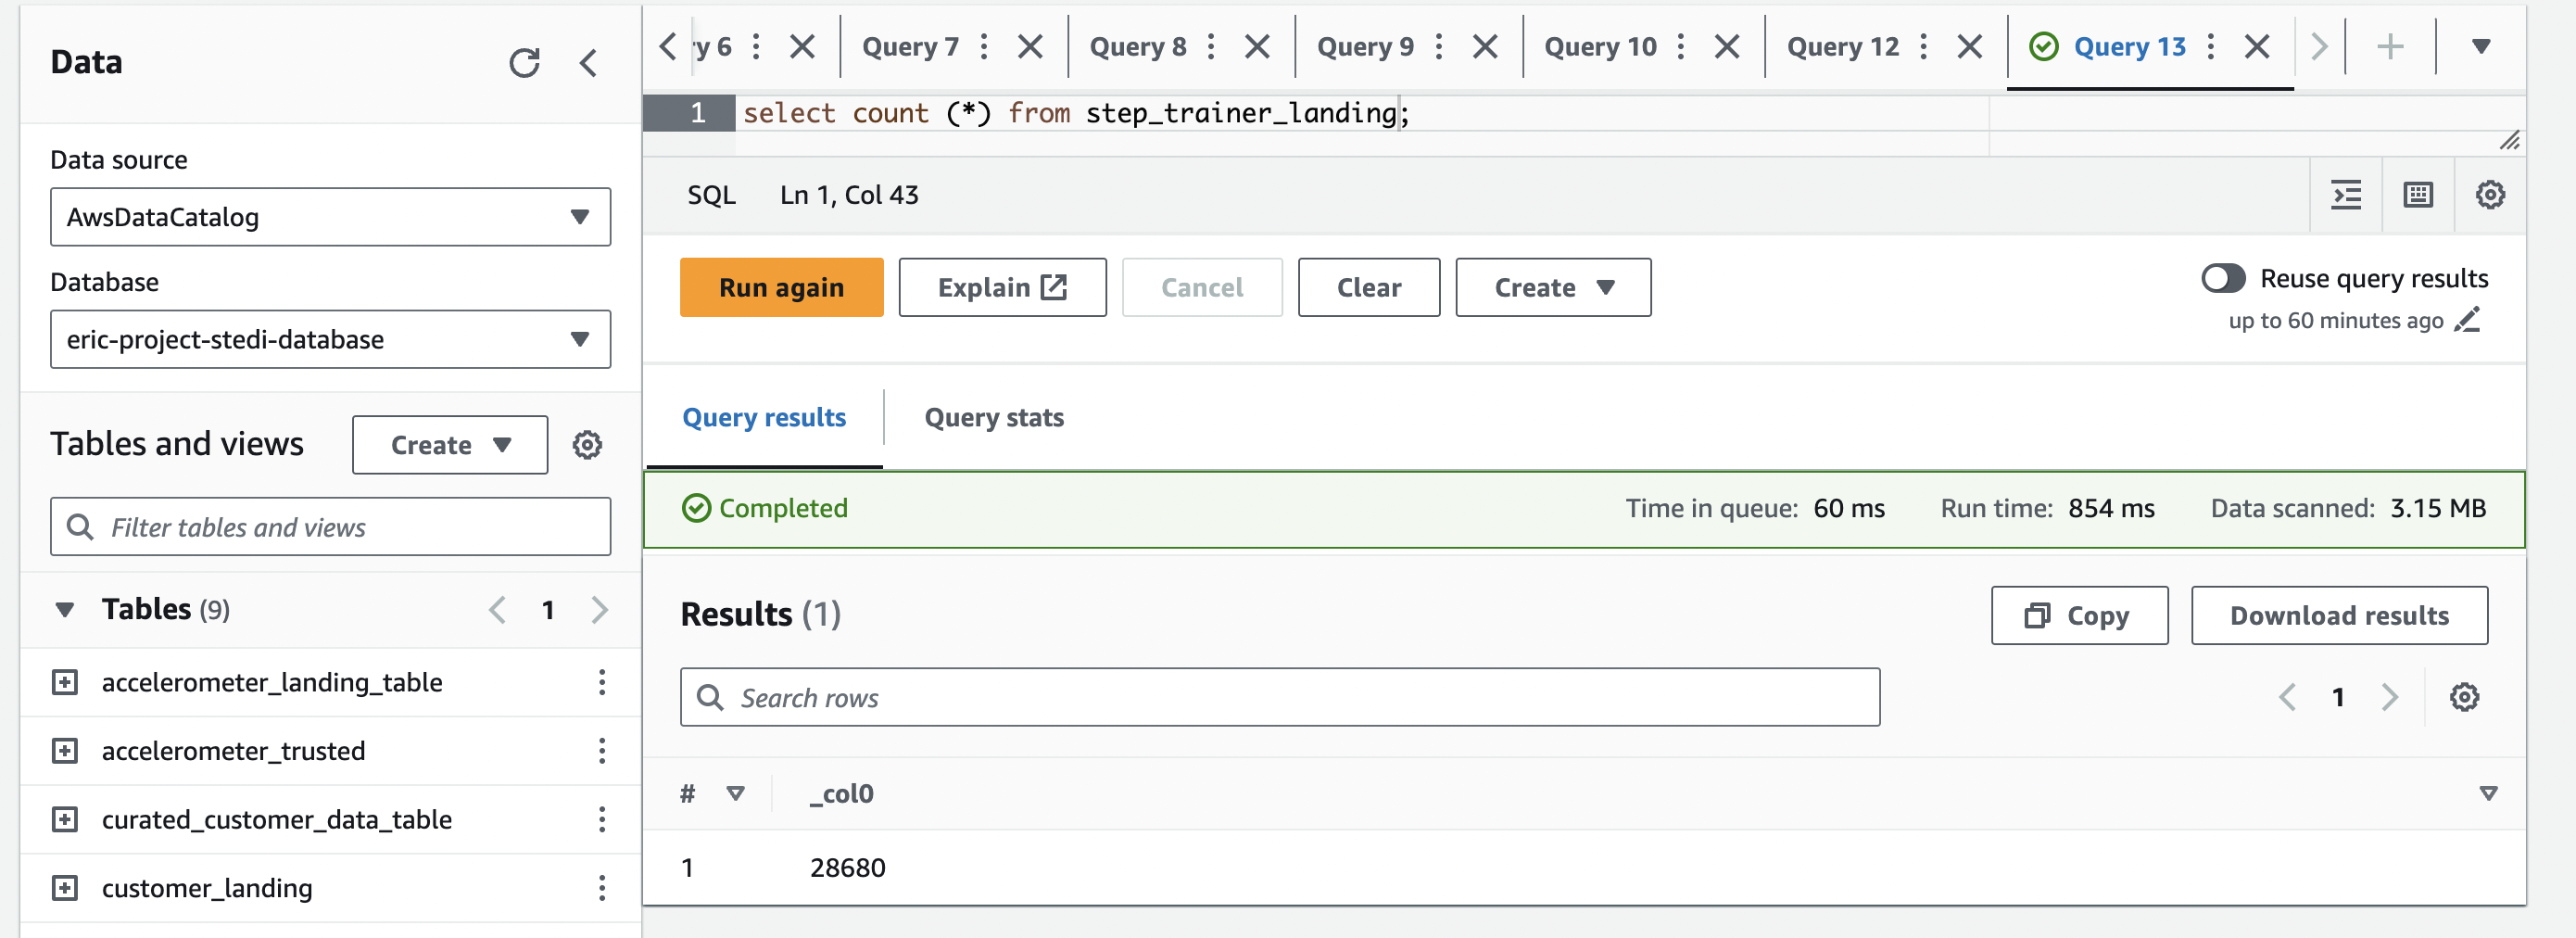 Data
Data source
AwsDataCatalog
Database
eric-project-stedi-database
Tables and views
Create
Filter tables and views
Tables (9)
1
accelerometer_landing_table
accelerometer_trusted
curated_customer_data_table
customer_landing
ry 6
Query 7
Query 8
Query 9
Query 10
Query 12
Query 13
1 select count (*) from step_trainer_landing;
SQL Ln 1, Col 43
Run again
Explain
Cancel
Clear
Create
Reuse query results
up to 60 minutes ago
Query results
Query stats
Completed
Time in queue: 60 ms Run time: 854 ms Data scanned: 3.15 MB
Results (1)
Copy
Download results
Search rows
1
# _col0
1 28680